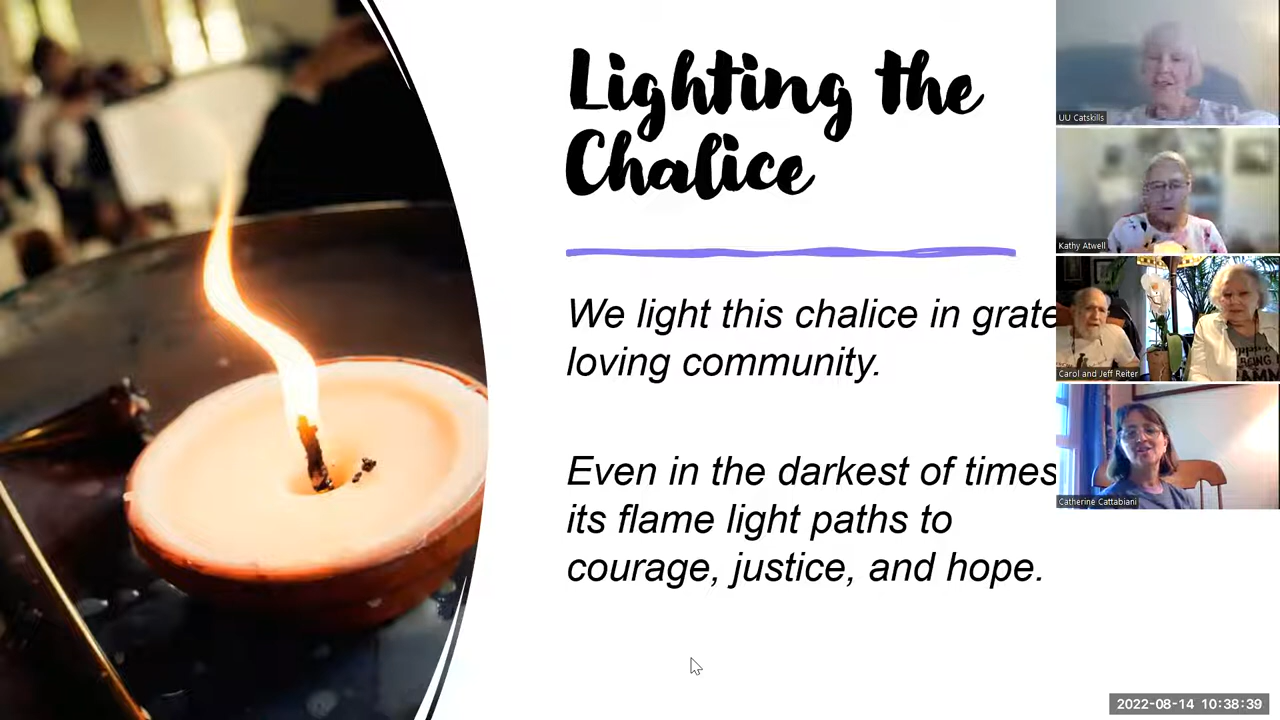 Lighting the
Chalice
We light this chalice in grate
loving community.
Even in the darkest of times
its flame light paths to
courage, justice, and hope.
UU Catskills
Kathy Atwell
Carol and Jeff Reiter
BEING
Catherine Cattabiani
2022-08-14 10:38:39